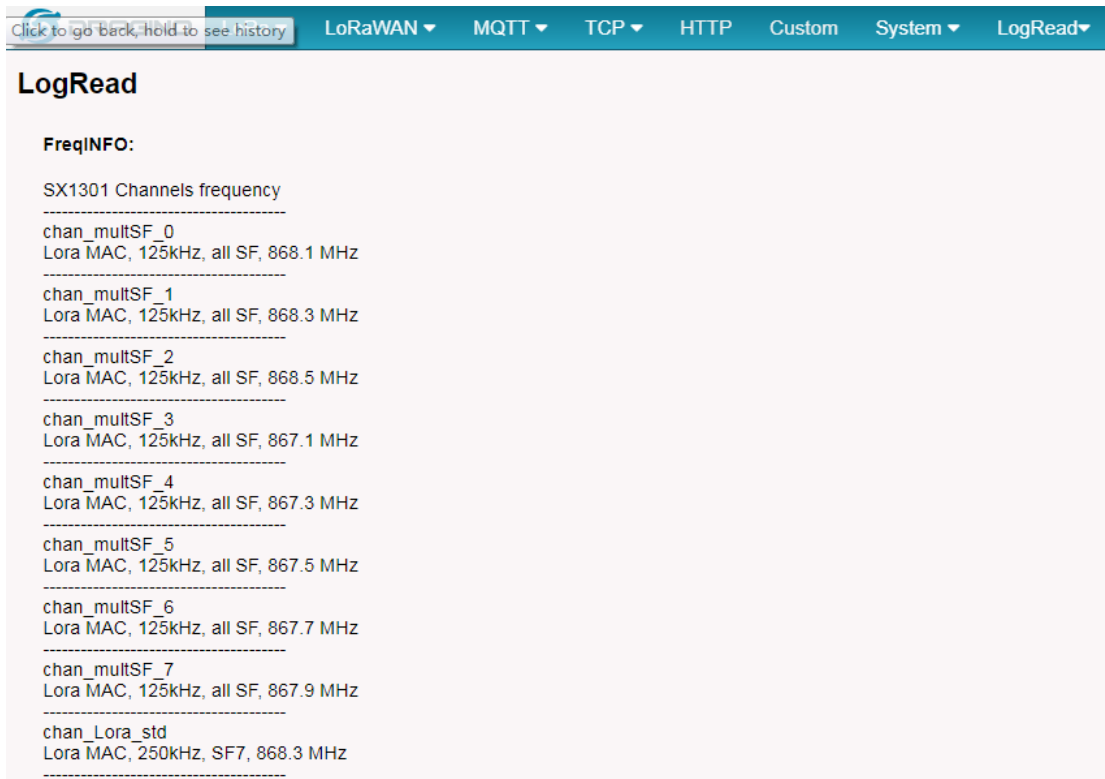 Click to go back, hold to see history
LoRaWAN MQTT TCP HTTP Custom System LogRead
LogRead
FreqINFO:
SX1301 Channels frequency
---------------------------------------
chan_multSF_0
Lora MAC, 125kHz, all SF, 868.1 MHz
---------------------------------------
chan_multSF_1
Lora MAC, 125kHz, all SF, 868.3 MHz
---------------------------------------
chan_multSF_2
Lora MAC, 125kHz, all SF, 868.5 MHz
---------------------------------------
chan_multSF_3
Lora MAC, 125kHz, all SF, 867.1 MHz
---------------------------------------
chan_multSF_4
Lora MAC, 125kHz, all SF, 867.3 MHz
---------------------------------------
chan_multSF_5
Lora MAC, 125kHz, all SF, 867.5 MHz
---------------------------------------
chan_multSF_6
Lora MAC, 125kHz, all SF, 867.7 MHz
---------------------------------------
chan_multSF_7
Lora MAC, 125kHz, all SF, 867.9 MHz
---------------------------------------
chan_Lora_std
Lora MAC, 250kHz, SF7, 868.3 MHz
---------------------------------------